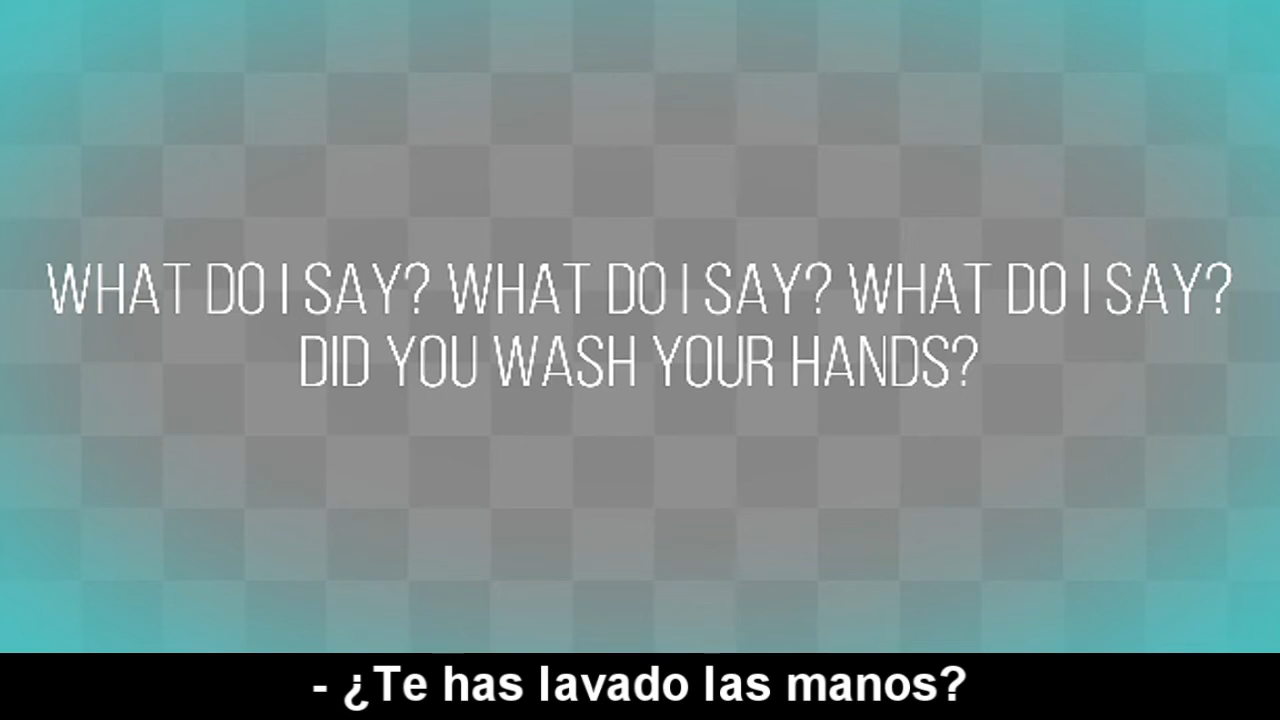 WHAT DO I SAY? WHAT DO I SAY? WHAT DO I SAY?
DID YOU WASH YOUR HANDS?
- ¿Te has lavado las manos?